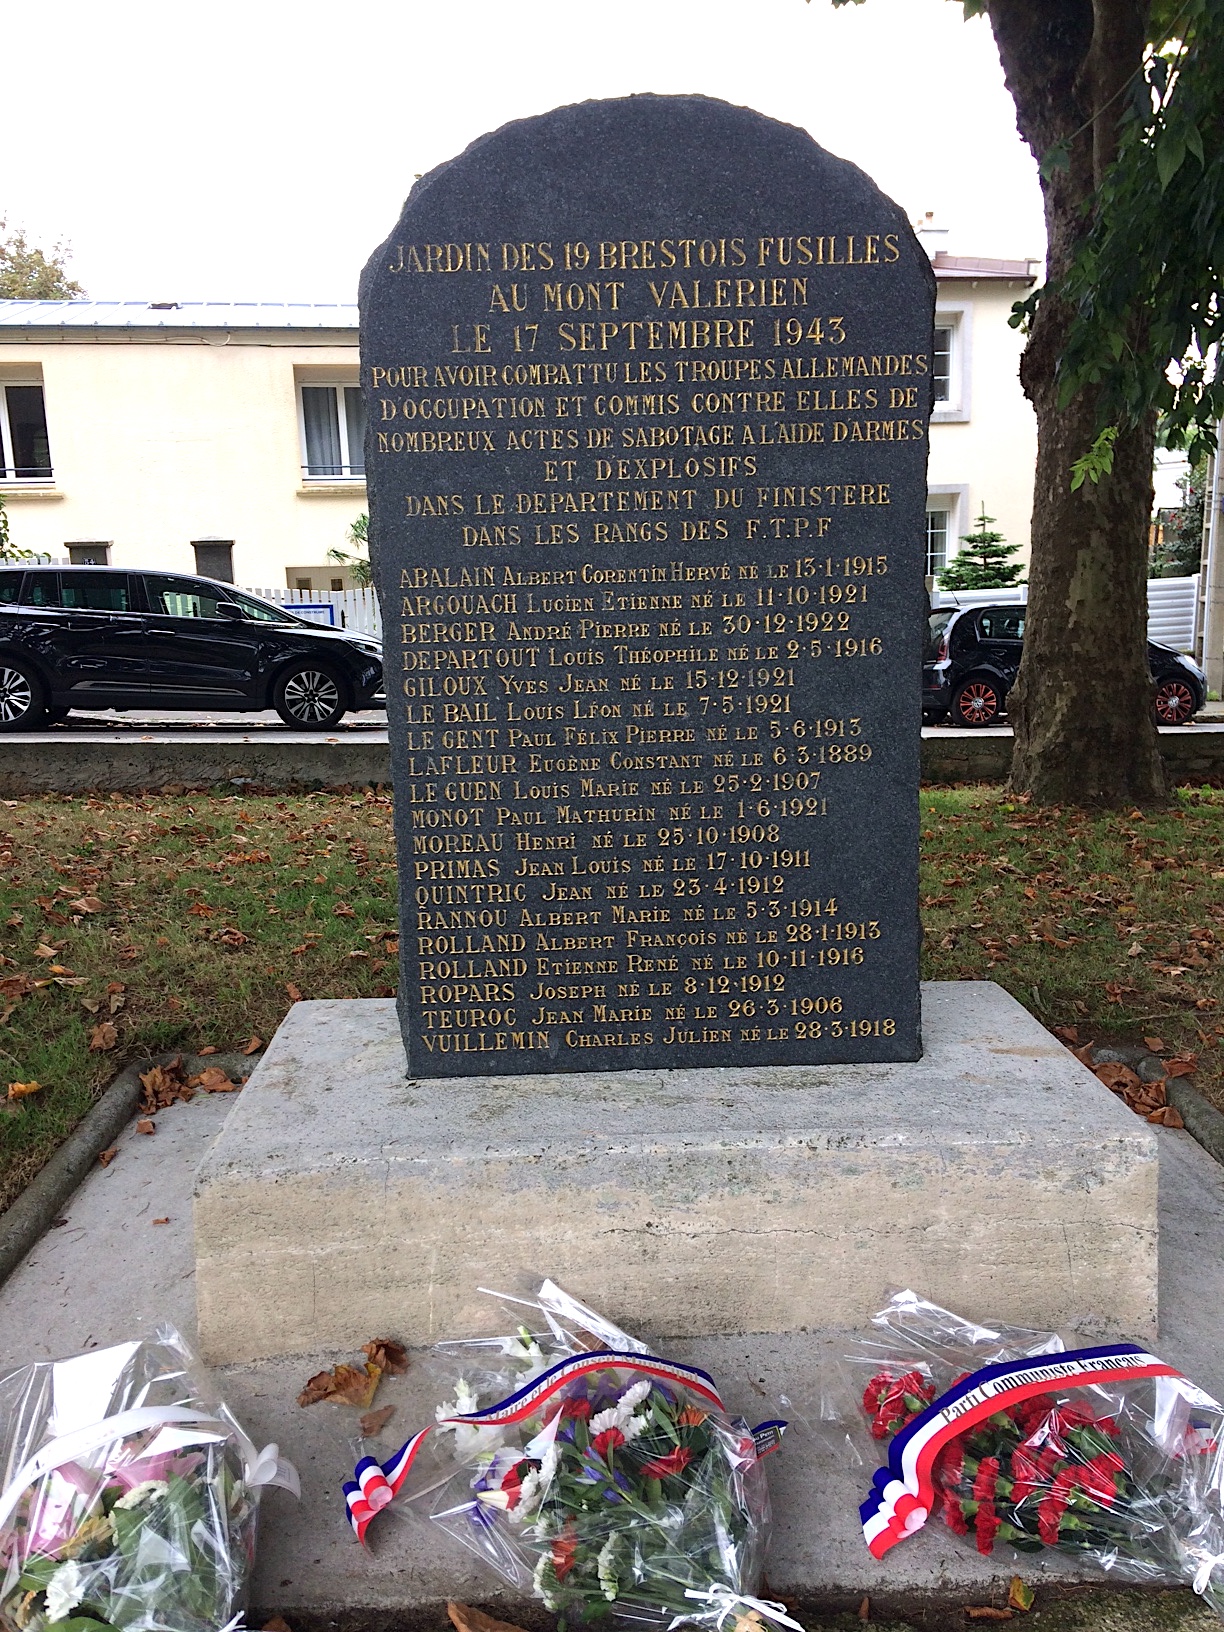 JARDIN DES 19 BRESTOIS FUSILLES
AU MONT VALERIEN
LE 17 SEPTEMBRE 1943
POUR AVOIR COMBATTU LES TROUPES ALLEMANDES
D'OCCUPATION ET COMMIS CONTRE ELLES DE
NOMBREUX ACTES DE SABOTAGE A L'AIDE D'ARMES
ET D'EXPLOSIFS
DANS LE DEPARTEMENT DU FINISTERE
DANS LES RANGS DES F.T.P.F
ABALAIN ALBERT CORENTIN HERVÉ NÉ LE 13·1·1915
ARGOUACH LUCIEN ETIENNE NÉ LE 11·10·1921
BERGER ANDRÉ PIERRE NÉ LE 30·12·1922
DEPARTOUT LOUIS THÉOPHILE NÉ LE 2·5·1916
GILOUX YVES JEAN NÉ LE 15·12·1921
LE BAIL LOUIS LÉON NÉ LE 7·5·1921
LE GENT PAUL FÉLIX PIERRE NÉ LE 5·6·1913
LAFLEUR EUGÈNE CONSTANT NÉ LE 6·3·1889
LE GUEN LOUIS MARIE NÉ LE 25·2·1907
MONOT PAUL MATHURIN NÉ LE 1·6·1921
MOREAU HENRI NÉ LE 25·10·1908
PRIMAS JEAN LOUIS NÉ LE 17·10·1911
QUINTRIC JEAN NÉ LE 23·4·1912
RANNOU ALBERT MARIE NÉ LE 5·3·1914
ROLLAND ALBERT FRANÇOIS NÉ LE 28·1·1913
ROLLAND ETIENNE RENÉ NÉ LE 10·11·1916
ROPARS JOSEPH NÉ LE 8·12·1912
TEUROC JEAN MARIE NÉ LE 26·3·1906
VUILLEMIN CHARLES JULIEN NÉ LE 28·3·1918
Maire et le Conseil Municipal
Parti Communiste Français